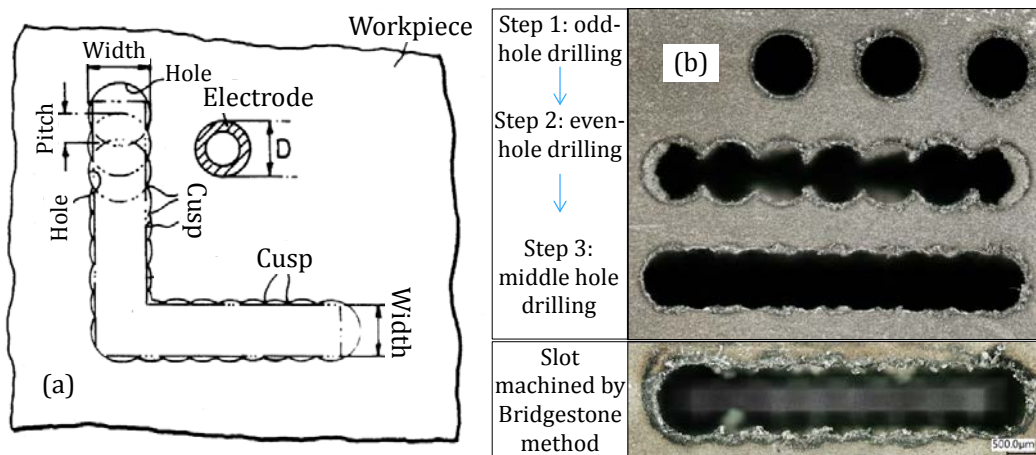 Workpiece
Width
Hole
Electrode
Pitch
D
Hole
Cusp
Cusp
Width
(a)
Step 1: odd-
hole drilling
Step 2: even-
hole drilling
Step 3:
middle hole
drilling
(b)
Slot
machined by
Bridgestone
method
500.0μm